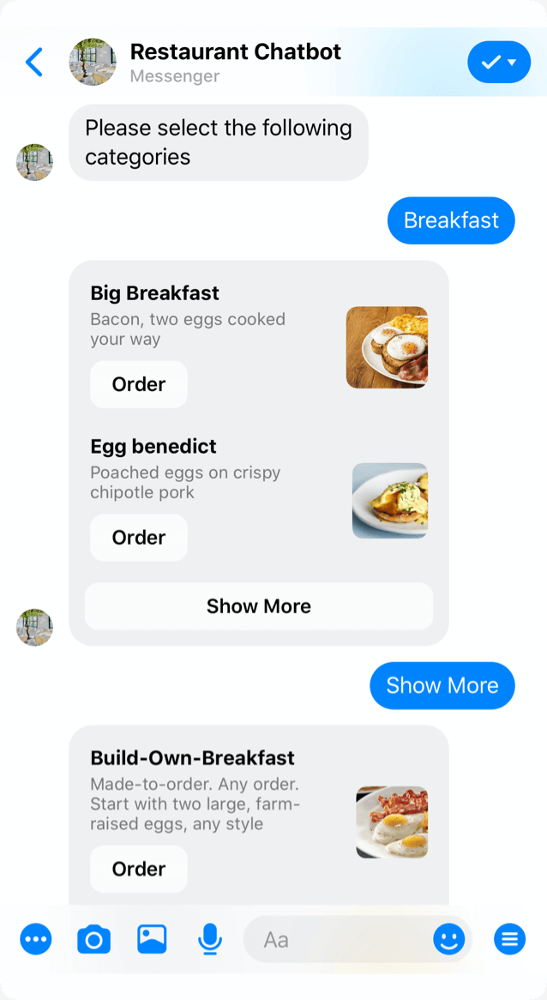 Restaurant Chatbot
Messenger
Please select the following
categories
Breakfast
Big Breakfast
Bacon, two eggs cooked
your way
Order
Egg benedict
Poached eggs on crispy
chipotle pork
Order
Show More
Show More
Build-Own-Breakfast
Made-to-order. Any order.
Start with two large, farm-
raised eggs, any style
Order
Aa